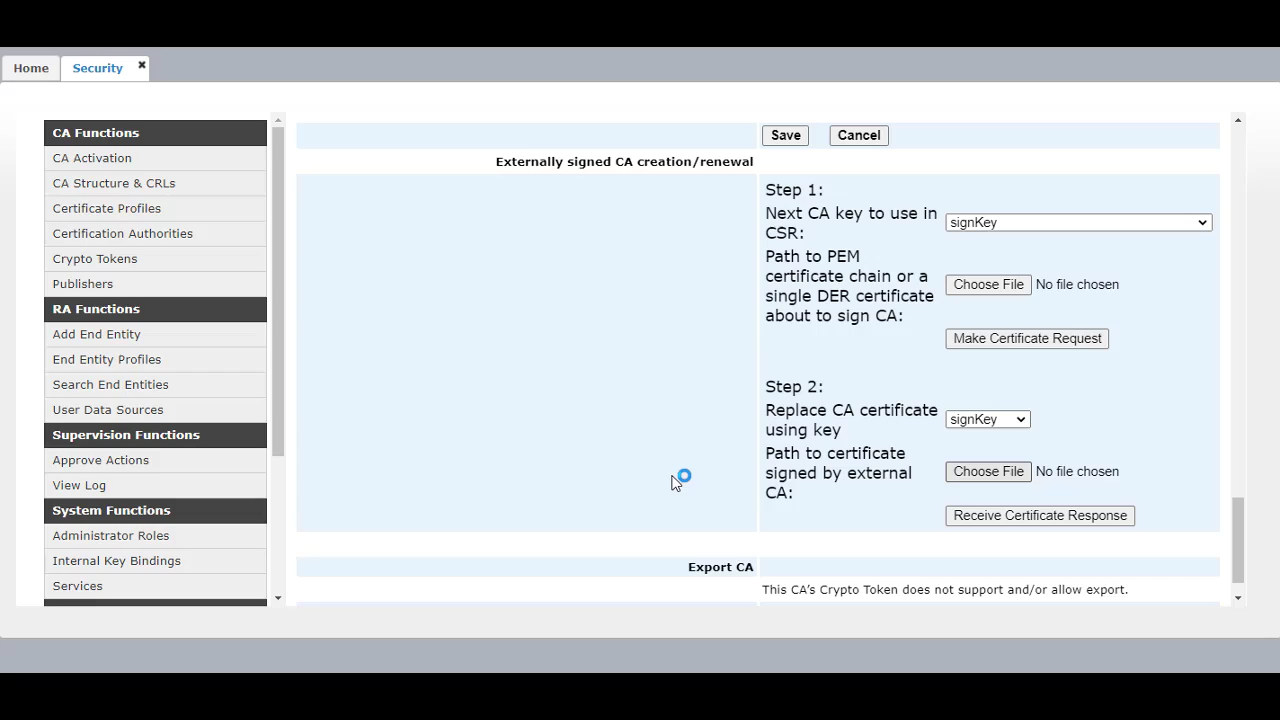 Home
Security
CA Functions
CA Activation
CA Structure & CRLs
Certificate Profiles
Certification Authorities
Crypto Tokens
Publishers
RA Functions
Add End Entity
End Entity Profiles
Search End Entities
User Data Sources
Supervision Functions
Approve Actions
View Log
System Functions
Administrator Roles
Internal Key Bindings
Services
Save Cancel
Externally signed CA creation/renewal
Step 1:
Next CA key to use in
CSR:
signKey
Path to PEM
certificate chain or a
single DER certificate
about to sign CA:
Choose File No file chosen
Make Certificate Request
Step 2:
Replace CA certificate
using key
signKey
Path to certificate
signed by external
CA:
Choose File No file chosen
Receive Certificate Response
Export CA
This CA's Crypto Token does not support and/or allow export.